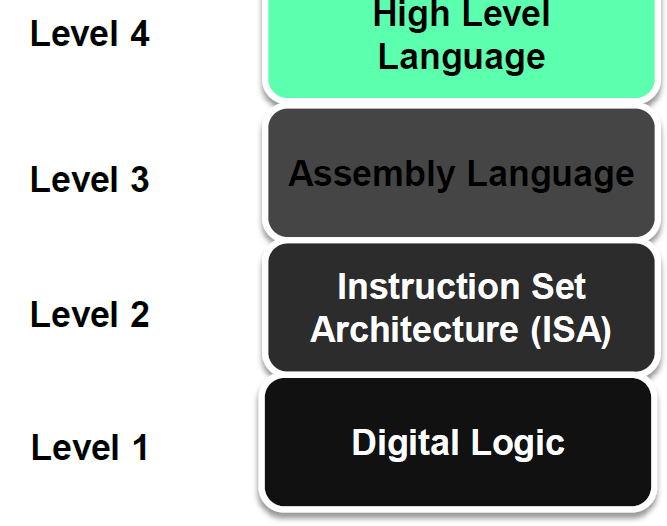 Level 4
High Level
Language
Level 3
Assembly Language
Level 2
Instruction Set
Architecture (ISA)
Level 1
Digital Logic